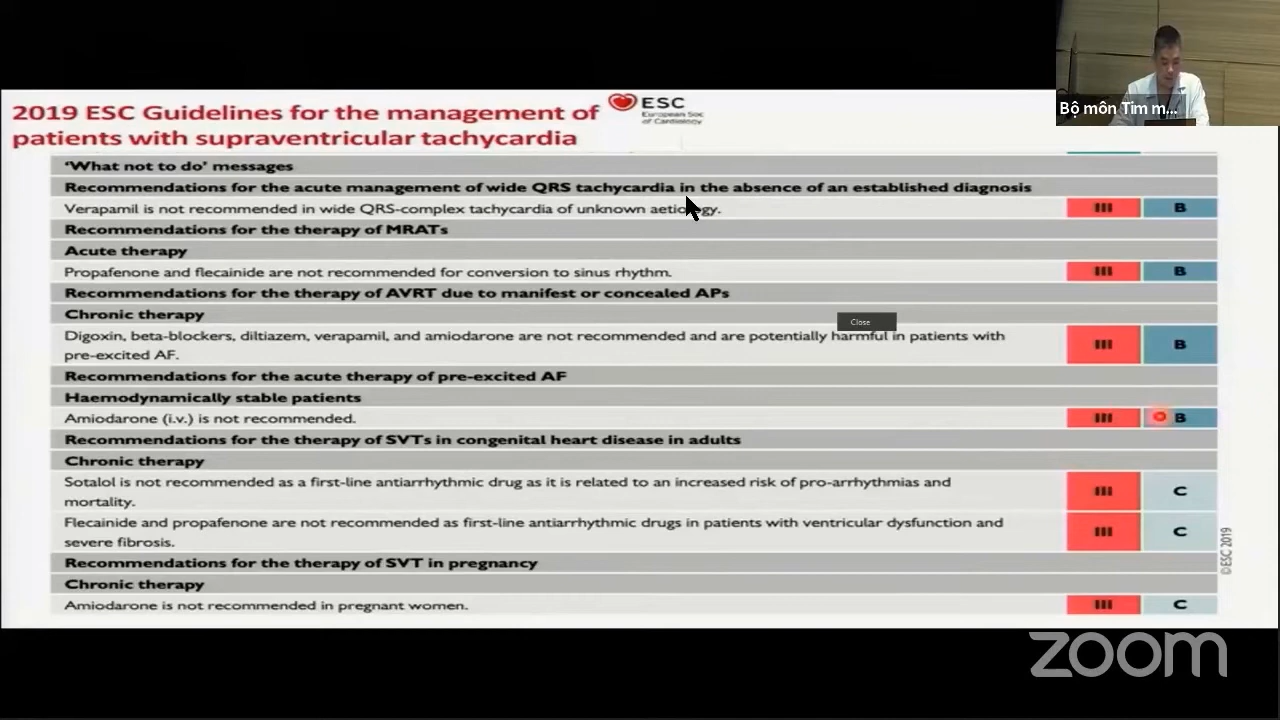 Bộ môn Tim m...
2019 ESC Guidelines for the management of
patients with supraventricular tachycardia
ESC
European Soc
of Cardiology
'What not to do' messages
Recommendations for the acute management of wide QRS tachycardia in the absence of an established diagnosis
Verapamil is not recommended in wide QRS-complex tachycardia of unknown aetiology. III B
Recommendations for the therapy of MRATs
Acute therapy
Propafenone and flecainide are not recommended for conversion to sinus rhythm. III B
Recommendations for the therapy of AVRT due to manifest or concealed APs
Chronic therapy
Close
Digoxin, beta-blockers, diltiazem, verapamil, and amiodarone are not recommended and are potentially harmful in patients with
pre-excited AF. III B
Recommendations for the acute therapy of pre-excited AF
Haemodynamically stable patients
Amiodarone (i.v.) is not recommended. III B
Recommendations for the therapy of SVTs in congenital heart disease in adults
Chronic therapy
Sotalol is not recommended as a first-line antiarrhythmic drug as it is related to an increased risk of pro-arrhythmias and
mortality. III C
Flecainide and propafenone are not recommended as first-line antiarrhythmic drugs in patients with ventricular dysfunction and
severe fibrosis. III C
Recommendations for the therapy of SVT in pregnancy
Chronic therapy
Amiodarone is not recommended in pregnant women. III C
©ESC 2019
zoom